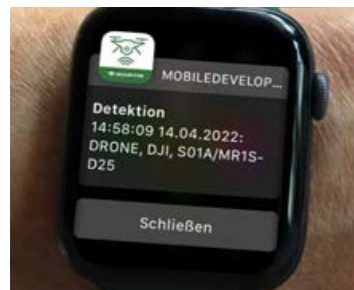 MOBILEDEVELOP...
Detektion
14:58:09 14.04.2022:
DRONE, DJI, S01A/MR1S-
D25
Schließen